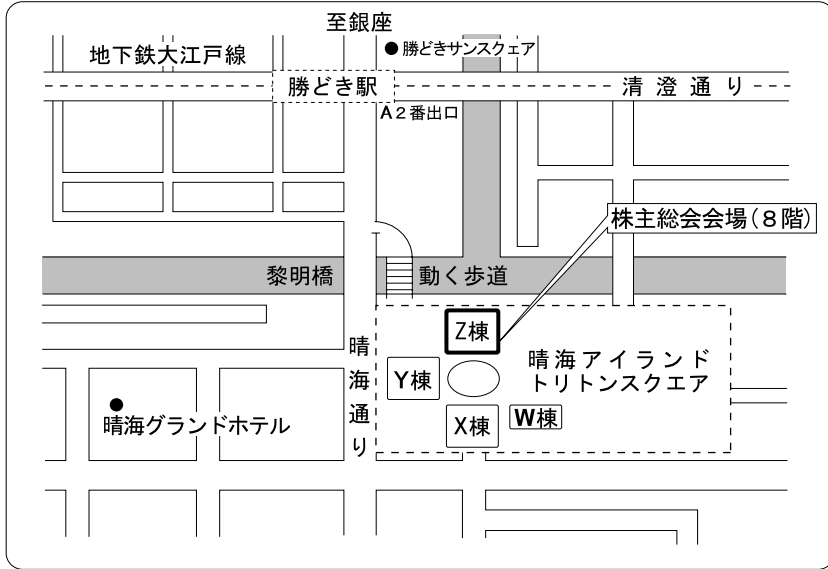 至銀座
勝どきサンスクェア
地下鉄大江戸線
勝どき駅
清澄通り
A2番出口
株主総会会場(8階)
黎明橋
動く歩道
Z棟
晴海通り
晴海アイランド
トリトンスクエア
Y棟
W棟
X棟
晴海グランドホテル